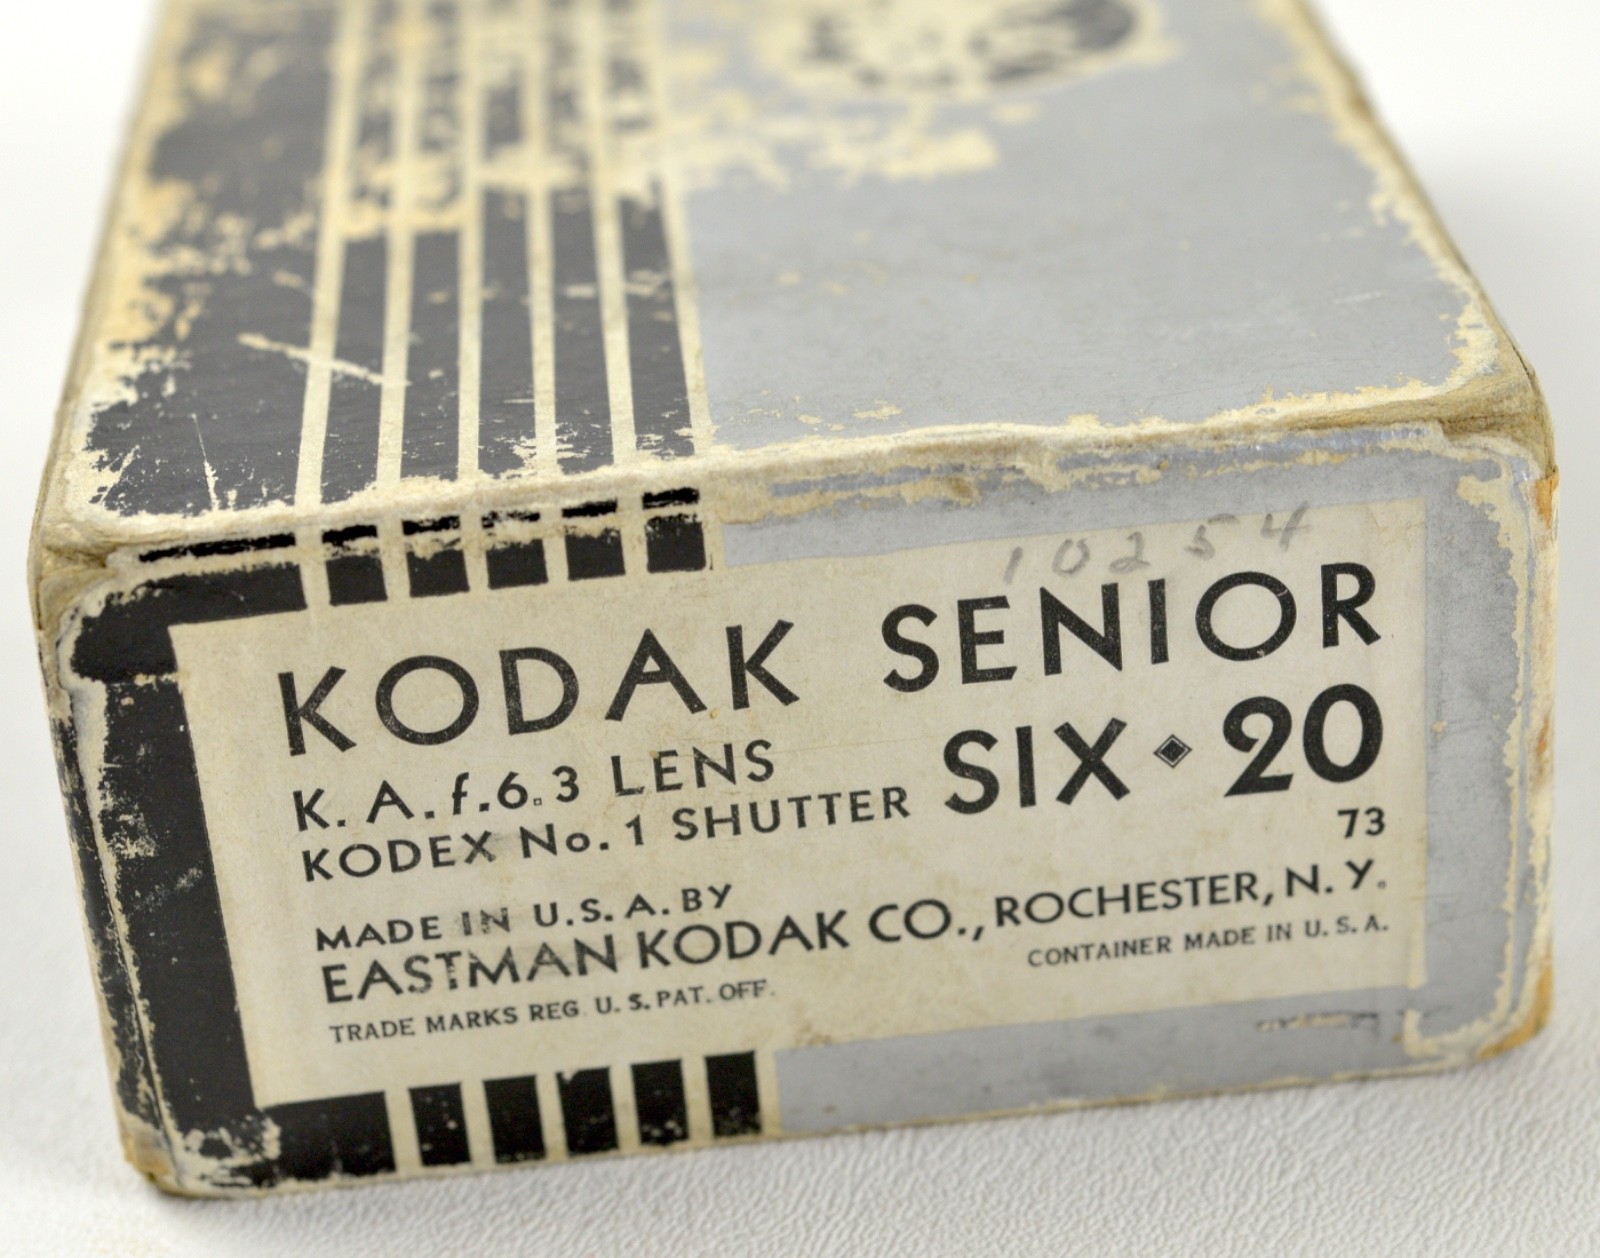 10254
KODAK SENIOR
K. A. f.6.3 LENS
SIX 20
KODEX No. 1 SHUTTER
73
MADE IN U. S. A. BY
EASTMAN KODAK CO., ROCHESTER, N. Y.
TRADE MARKS REG. U. S. PAT. OFF.
CONTAINER MADE IN U. S. A.